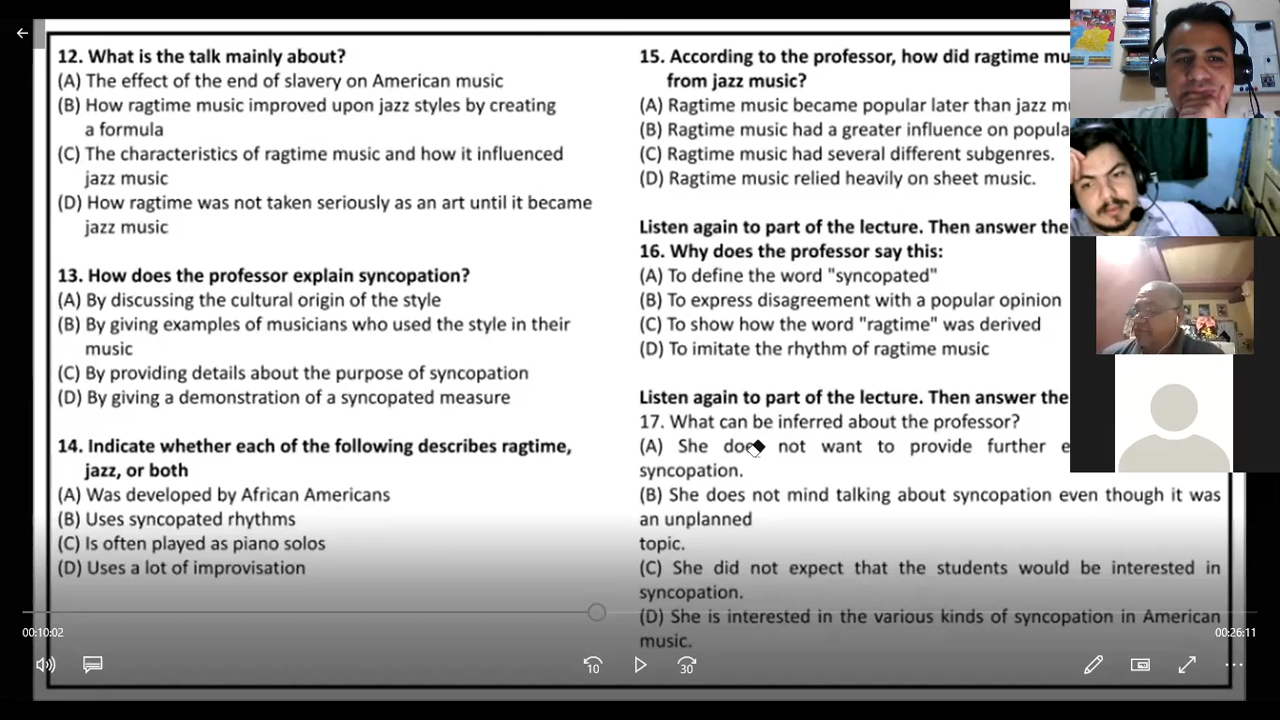 12. What is the talk mainly about?
(A) The effect of the end of slavery on American music
(B) How ragtime music improved upon jazz styles by creating
a formula
(C) The characteristics of ragtime music and how it influenced
jazz music
(D) How ragtime was not taken seriously as an art until it became
jazz music
13. How does the professor explain syncopation?
(A) By discussing the cultural origin of the style
(B) By giving examples of musicians who used the style in their
music
(C) By providing details about the purpose of syncopation
(D) By giving a demonstration of a syncopated measure
14. Indicate whether each of the following describes ragtime,
jazz, or both
(A) Was developed by African Americans
(B) Uses syncopated rhythms
(C) Is often played as piano solos
(D) Uses a lot of improvisation
15. According to the professor, how did ragtime
from jazz music?
(A) Ragtime music became popular later than jazz
(B) Ragtime music had a greater influence on
(C) Ragtime music had several different subgenres.
(D) Ragtime music relied heavily on sheet music.
Listen again to part of the lecture. Then answer the
16. Why does the professor say this:
(A) To define the word "syncopated"
(B) To express disagreement with a popular opinion
(C) To show how the word "ragtime" was derived
(D) To imitate the rhythm of ragtime music
Listen again to part of the lecture. Then answer the
17. What can be inferred about the professor?
(A) She does not want to provide further
syncopation.
(B) She does not mind talking about syncopation even though it was
an unplanned
topic.
(C) She did not expect that the students would be interested in
syncopation.
(D) She is interested in the various kinds of syncopation in American
music.
00:10:02
00:26:11
10
30